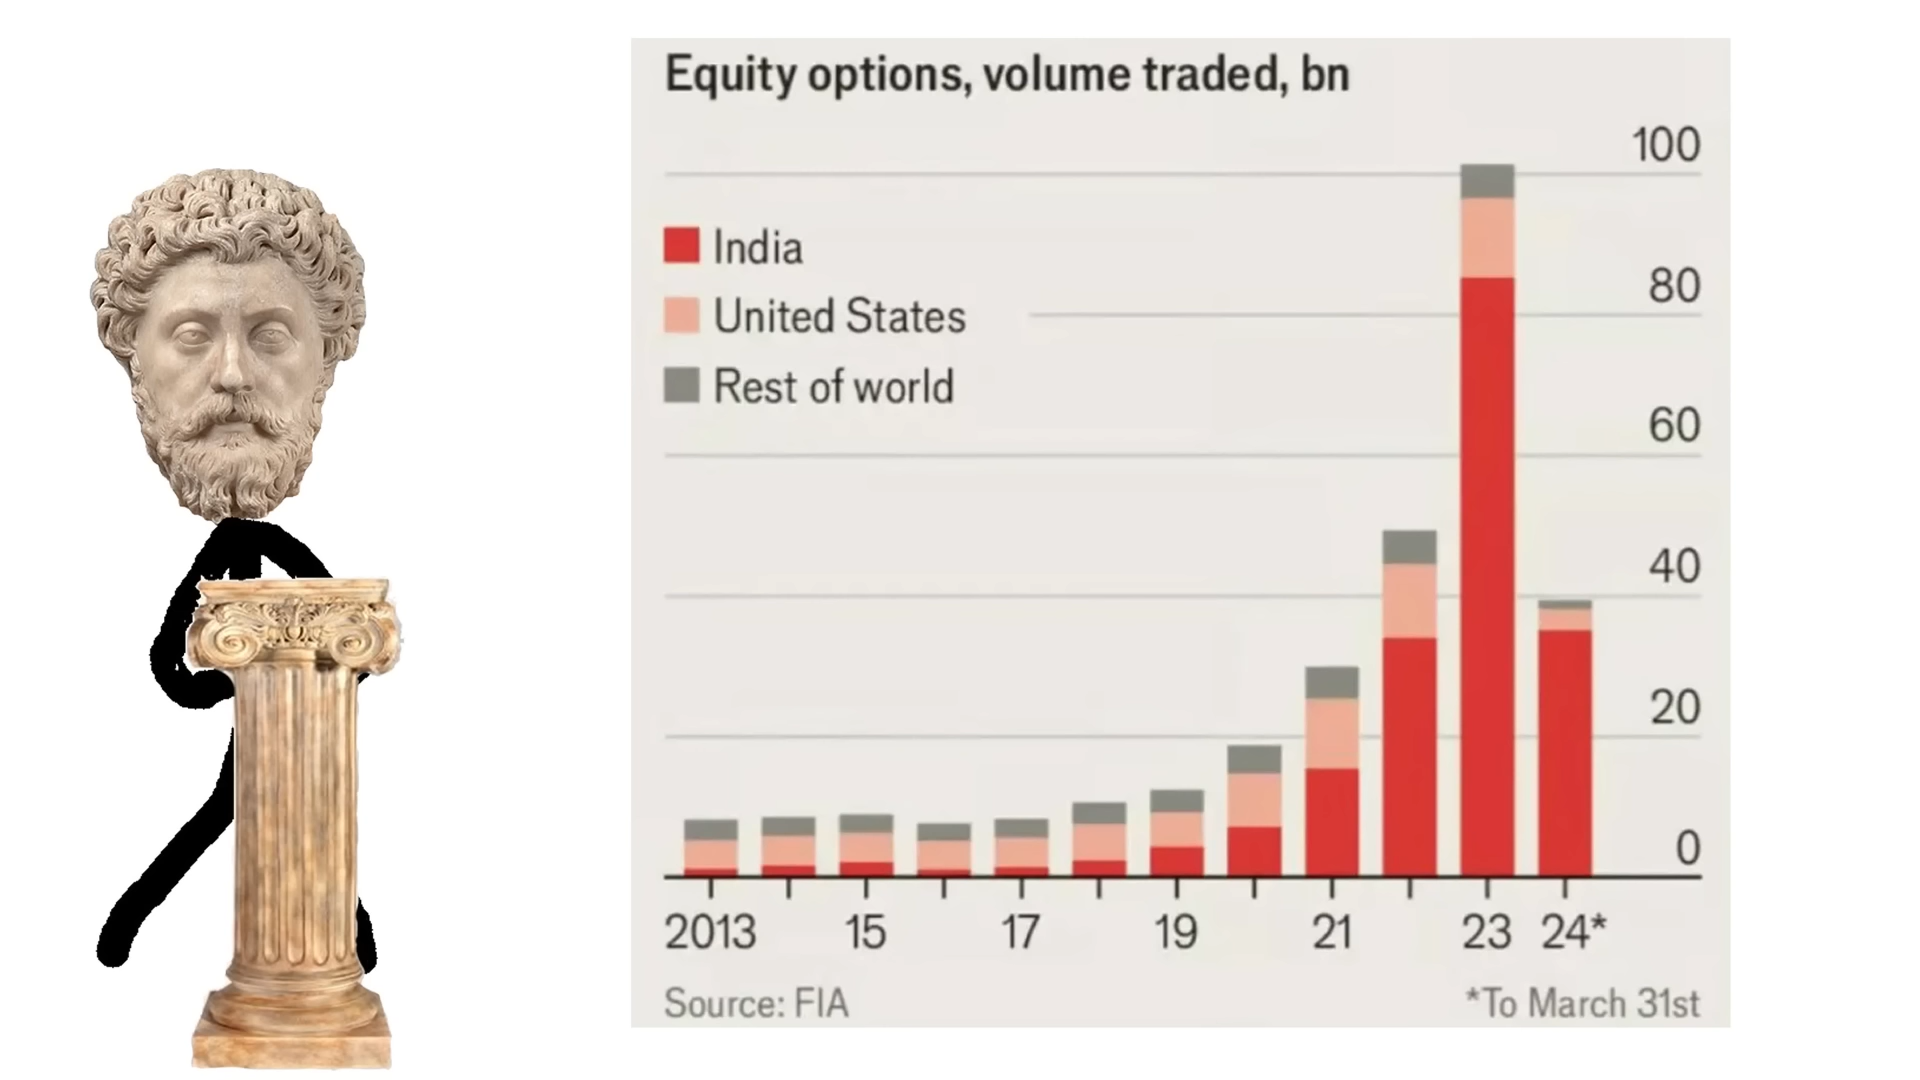 Equity options, volume traded, bn
100
India
80
United States
Rest of world
60
40
20
0
2013 15 17 19 21 23 24*
Source: FIA *To March 31st